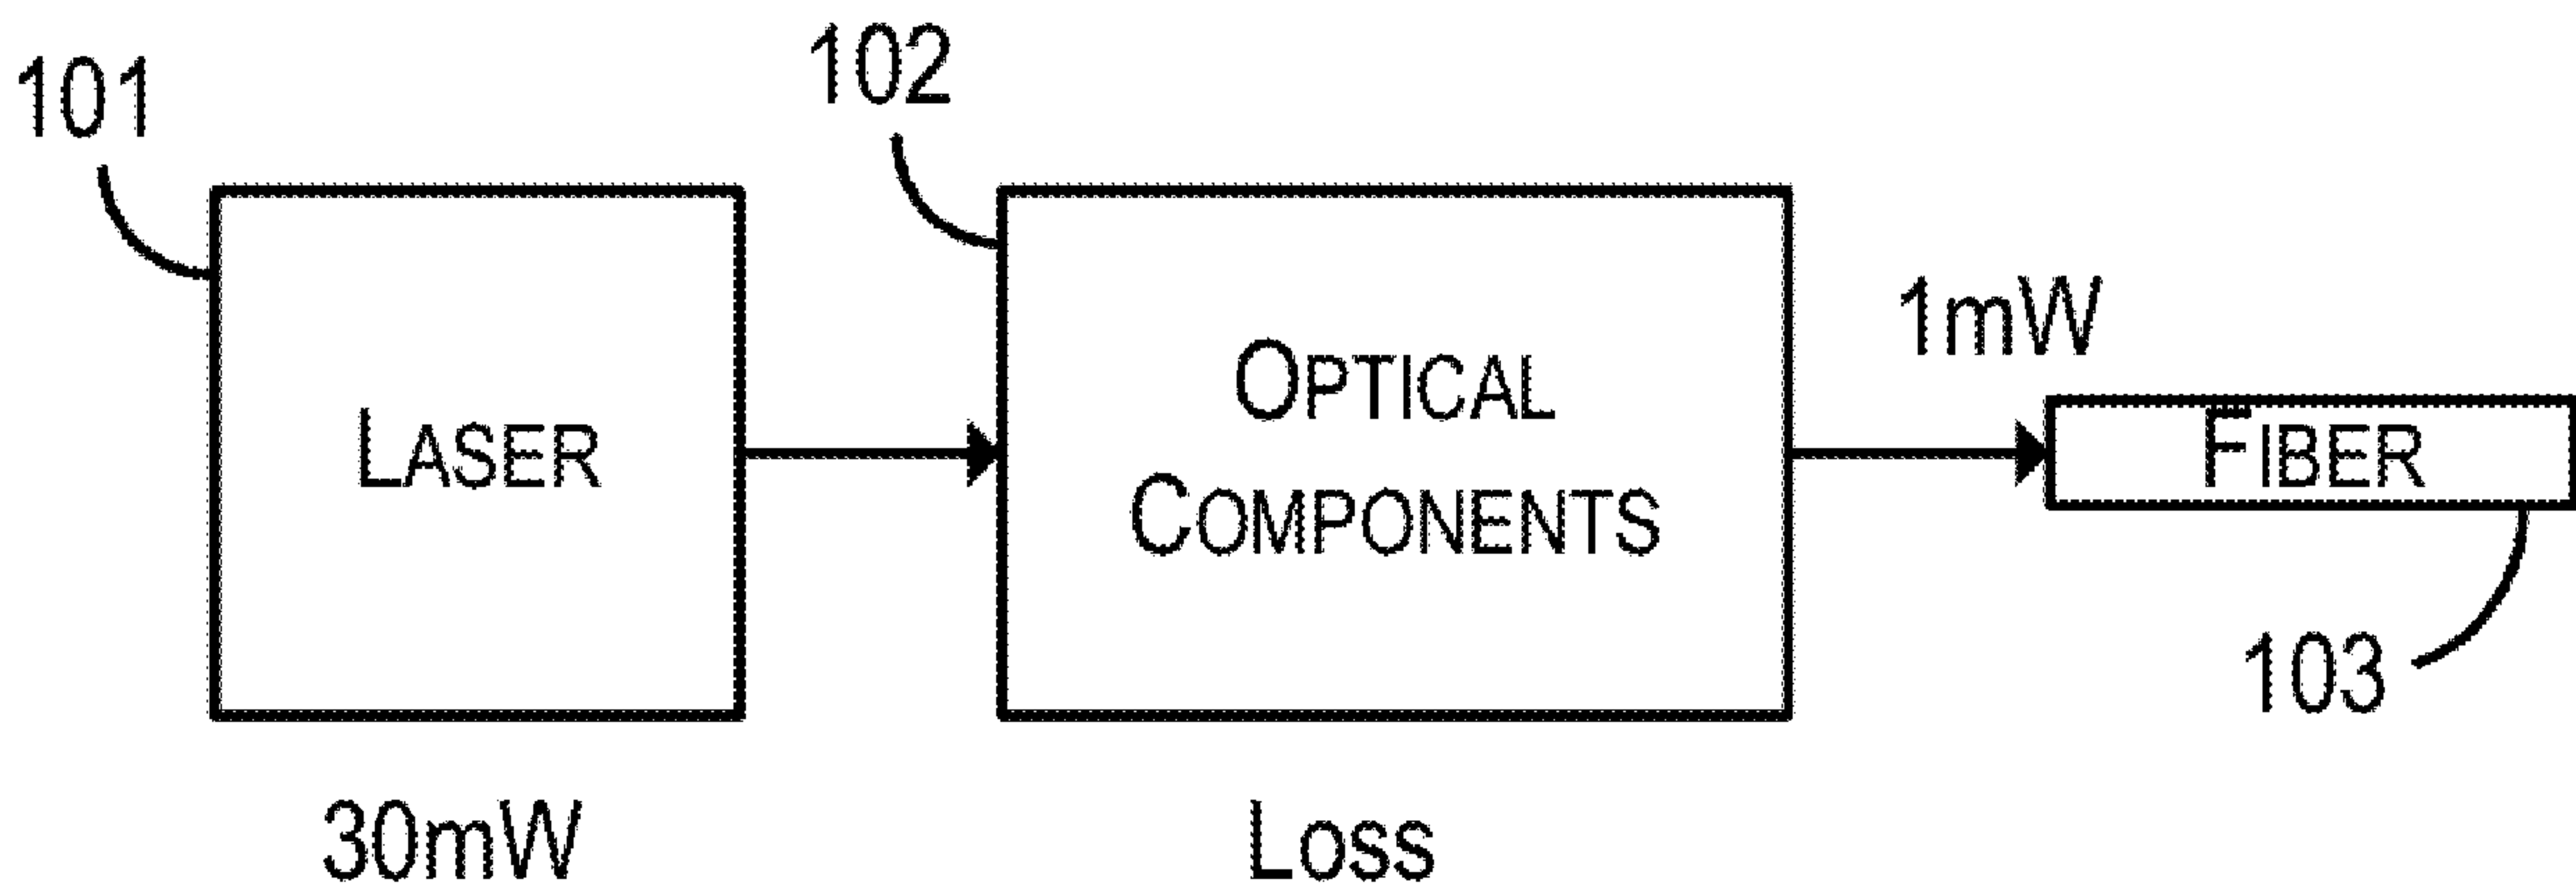 101
102
LASER
OPTICAL
COMPONENTS
1mW
FIBER
103
30mW
LOSS